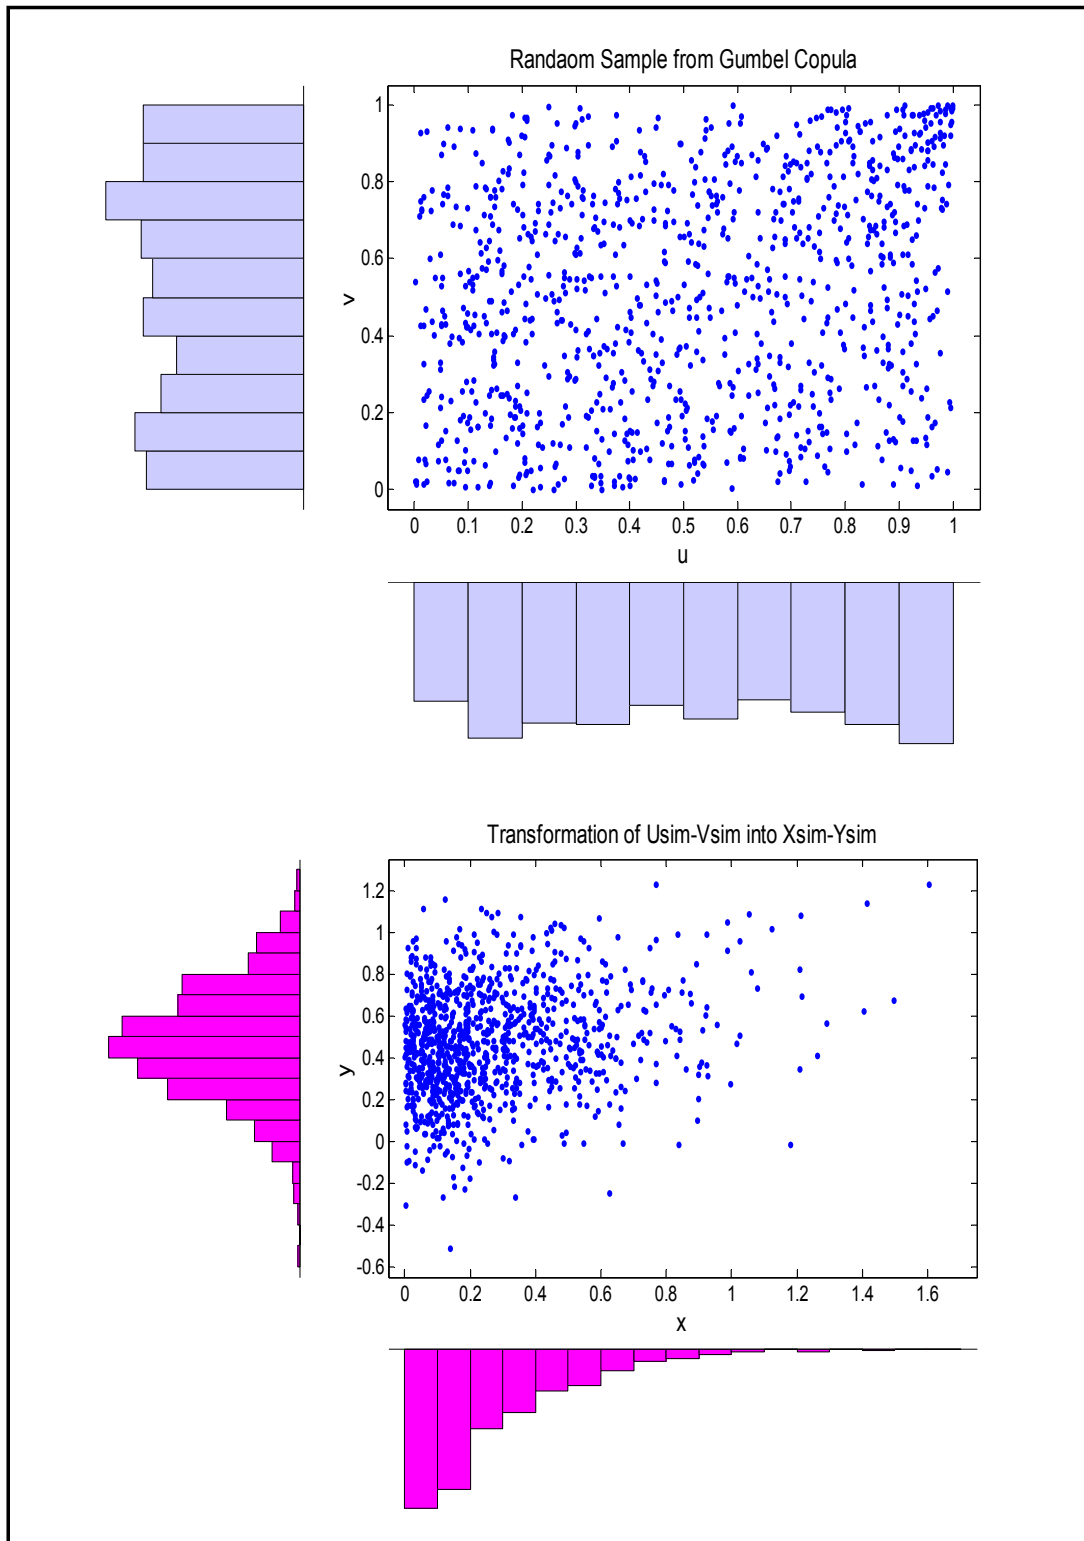 Randaom Sample from Gumbel Copula
1
0.8
0.6
0.4
0.2
0
v
0 0.1 0.2 0.3 0.4 0.5 0.6 0.7 0.8 0.9 1
u
Transformation of Usim-Vsim into Xsim-Ysim
1.2
1
0.8
0.6
0.4
0.2
0
-0.2
-0.4
-0.6
y
0 0.2 0.4 0.6 0.8 1 1.2 1.4 1.6
x